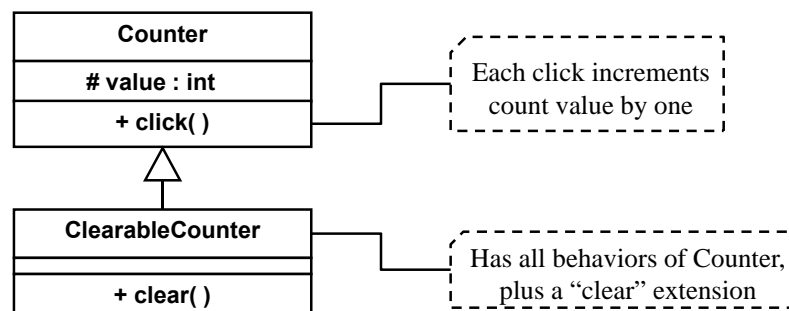 Counter
# value : int
+ click( )
Each click increments
count value by one
ClearableCounter
+ clear( )
Has all behaviors of Counter,
plus a “clear” extension